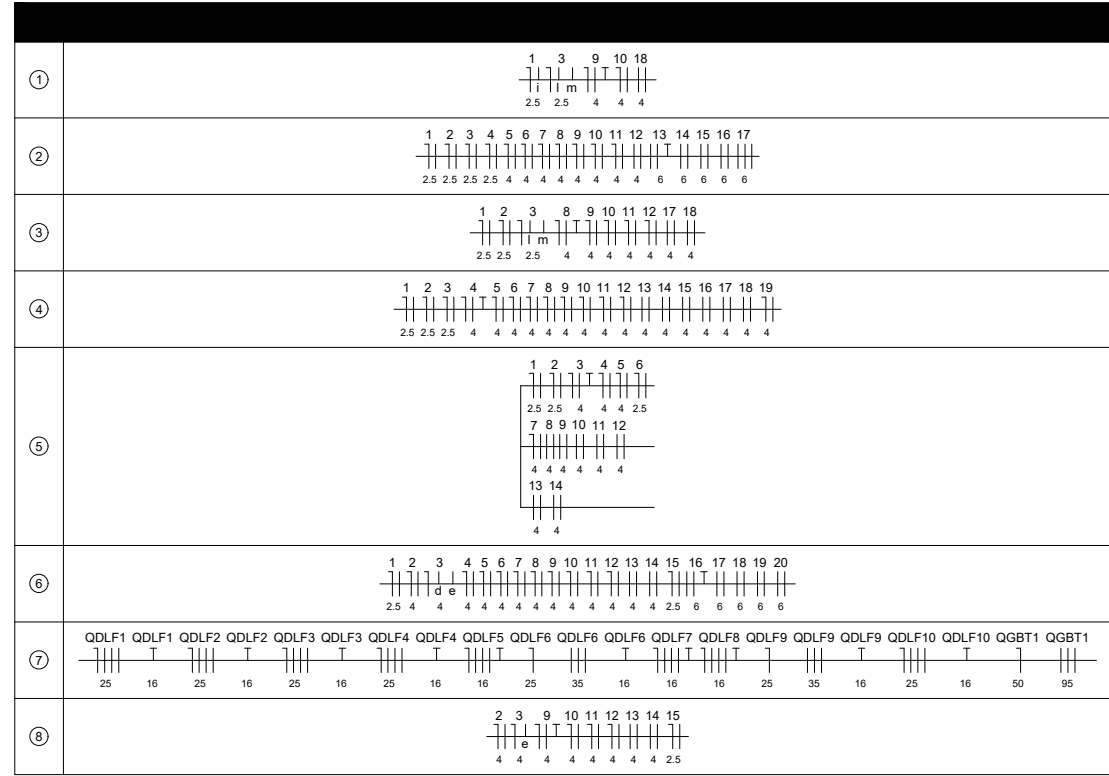 ①
1 3 9 10 18
i l m
2.5 2.5 4 4 4
②
1 2 3 4 5 6 7 8 9 10 11 12 13 14 15 16 17
2.5 2.5 2.5 2.5 4 4 4 4 4 4 4 4 6 6 6 6 6
③
1 2 3 8 9 10 11 12 17 18
l m
2.5 2.5 2.5 4 4 4 4 4 4 4
④
1 2 3 4 5 6 7 8 9 10 11 12 13 14 15 16 17 18 19
2.5 2.5 2.5 4 4 4 4 4 4 4 4 4 4 4 4 4 4 4 4
⑤
1 2 3 4 5 6
2.5 2.5 4 4 4 2.5
7 8 9 10 11 12
4 4 4 4 4 4
13 14
4 4
⑥
1 2 3 4 5 6 7 8 9 10 11 12 13 14 15 16 17 18 19 20
d e
2.5 4 4 4 4 4 4 4 4 4 4 4 4 4 2.5 6 6 6 6 6
⑦
QDLF1 QDLF1 QDLF2 QDLF2 QDLF3 QDLF3 QDLF4 QDLF4 QDLF5 QDLF6 QDLF6 QDLF6 QDLF7 QDLF8 QDLF9 QDLF9 QDLF9 QDLF10 QDLF10 QGBT1 QGBT1
25 16 25 16 25 16 25 16 16 25 35 16 16 16 25 35 16 25 16 50 95
⑧
2 3 9 10 11 12 13 14 15
e
4 4 4 4 4 4 4 4 2.5